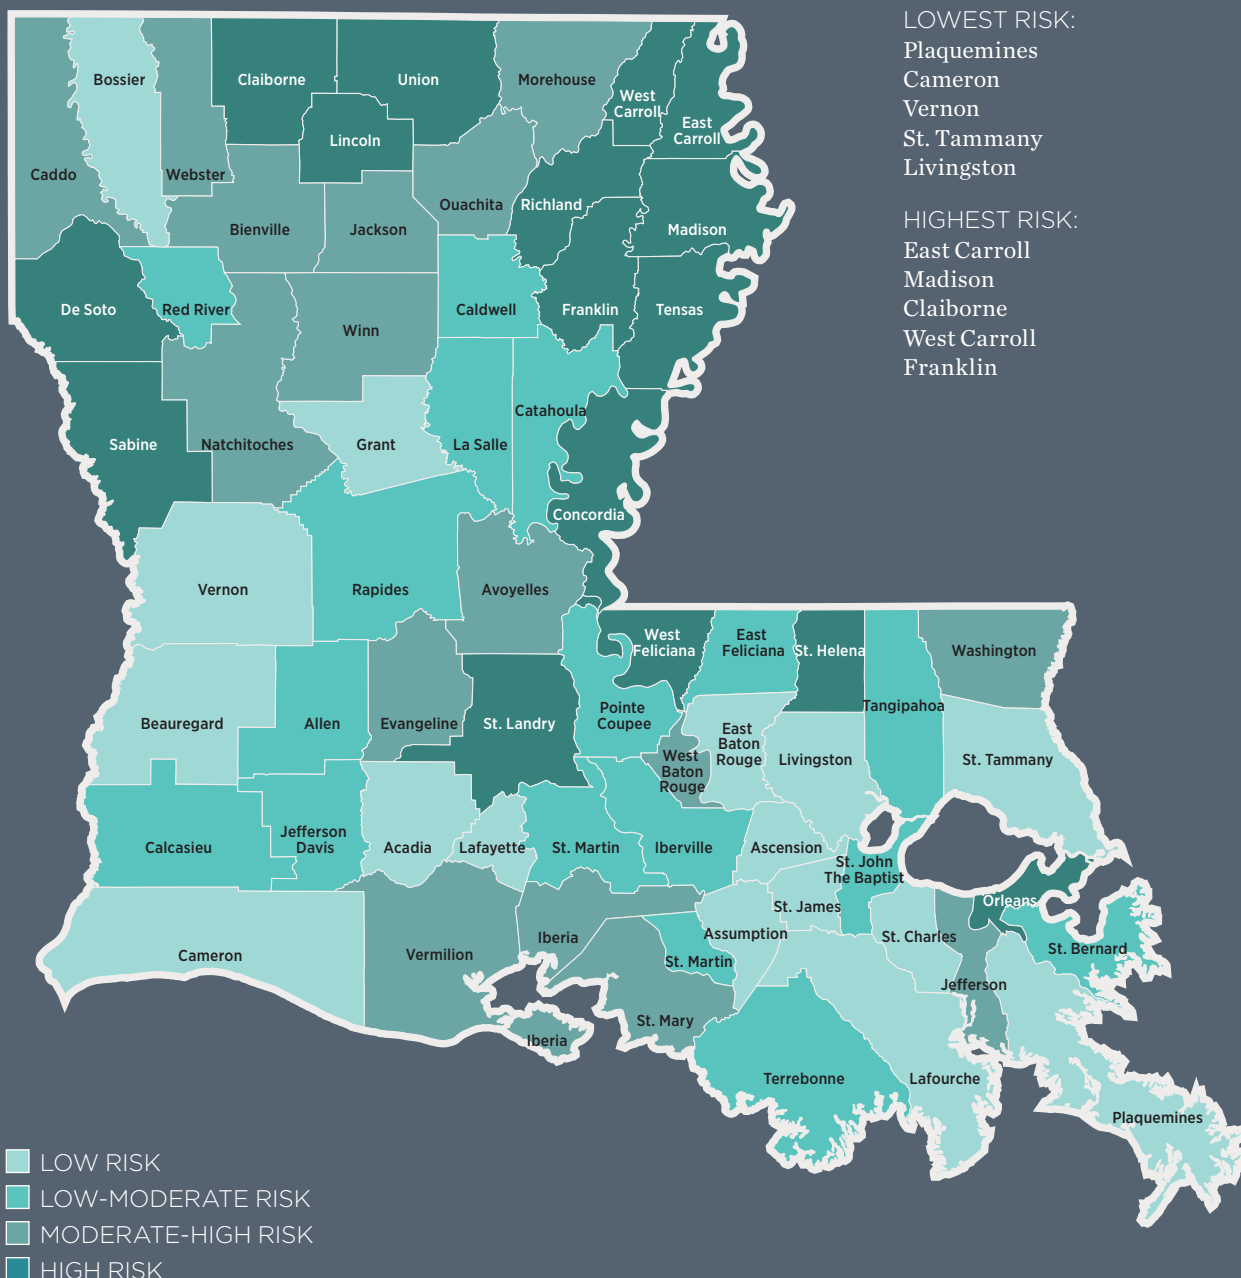 LOWEST RISK:
Plaquemines
Cameron
Vernon
St. Tammany
Livingston
HIGHEST RISK:
East Carroll
Madison
Claiborne
West Carroll
Franklin
Bossier
Claiborne
Union
Morehouse
West
Carroll
East
Carroll
Lincoln
Caddo
Webster
Ouachita
Richland
Bienville
Jackson
Madison
De Soto
Red River
Winn
Caldwell
Franklin
Tensas
Sabine
Natchitoches
Grant
La Salle
Catahoula
Concordia
Vernon
Rapides
Avoyelles
West
Feliciana
East
Feliciana
St. Helena
Washington
Beauregard
Allen
Evangeline
St. Landry
Pointe
Coupee
Tangipahoa
West
Baton
Rouge
East
Baton
Rouge
Livingston
St. Tammany
Calcasieu
Jefferson
Davis
Acadia
Lafayette
St. Martin
Iberville
Ascension
St. John
The Baptist
Orleans
St. James
Cameron
Vermilion
Iberia
Assumption
St. Martin
St. Charles
St. Bernard
Jefferson
Iberia
St. Mary
Terrebonne
Lafourche
Plaquemines
LOW RISK
LOW-MODERATE RISK
MODERATE-HIGH RISK
HIGH RISK